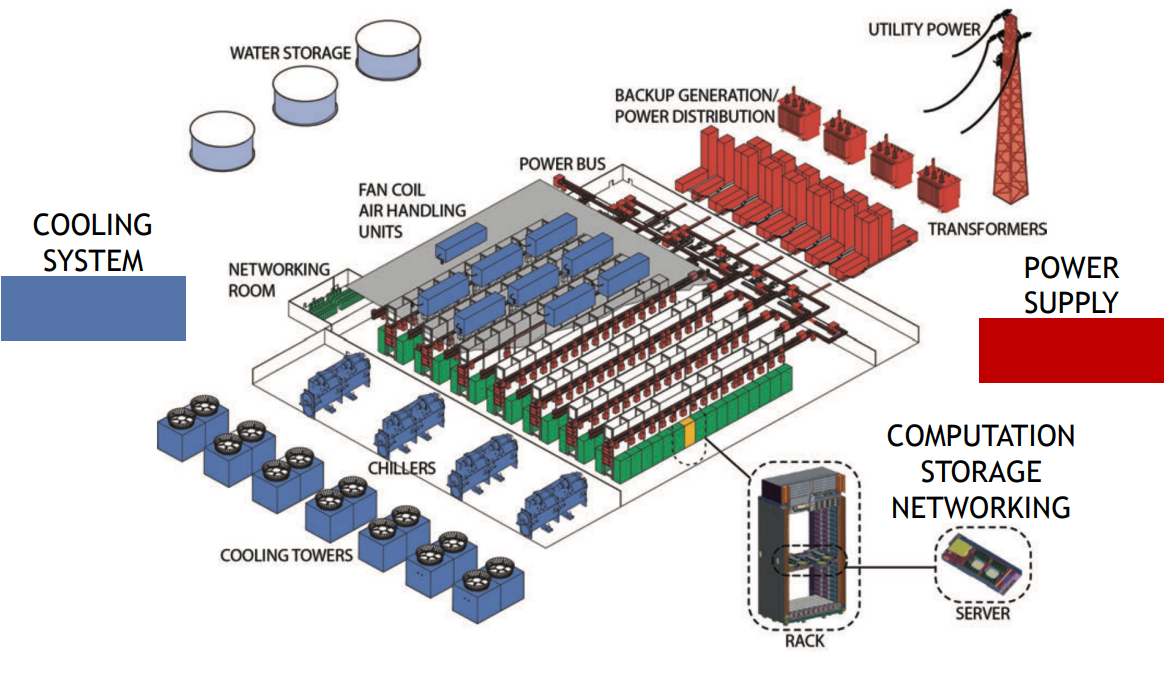 WATER STORAGE
UTILITY POWER
BACKUP GENERATION/
POWER DISTRIBUTION
POWER BUS
FAN COIL
AIR HANDLING
UNITS
TRANSFORMERS
COOLING
SYSTEM
NETWORKING
ROOM
POWER
SUPPLY
CHILLERS
COMPUTATION
STORAGE
NETWORKING
COOLING TOWERS
SERVER
RACK